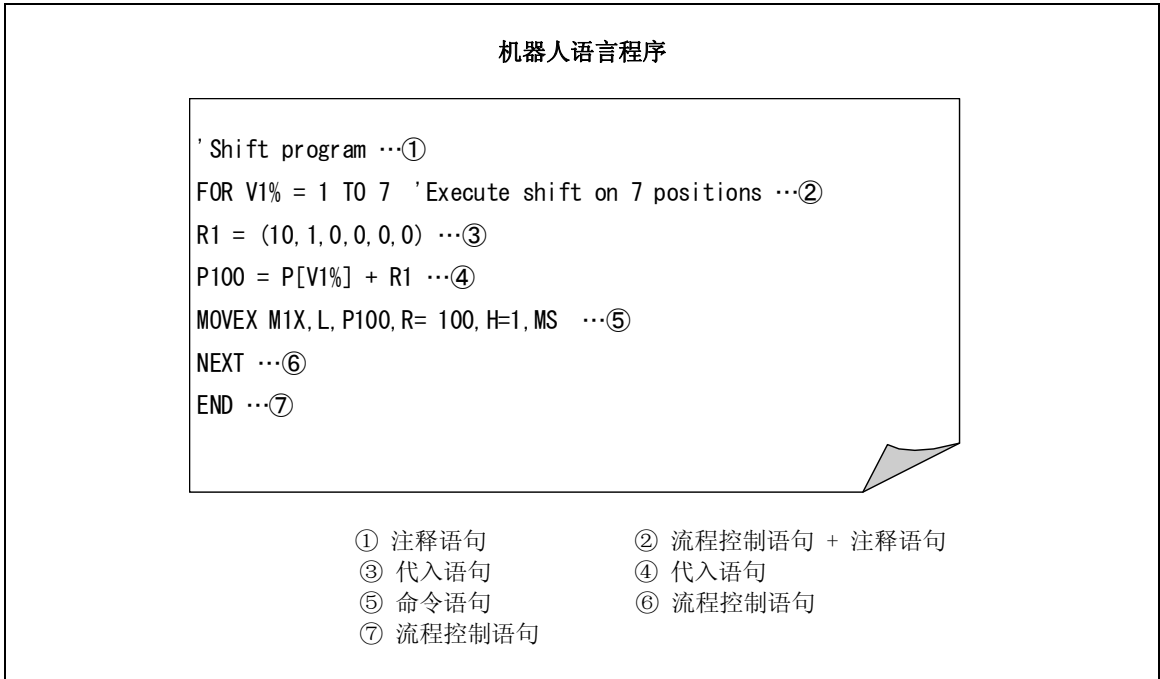 机器人语言程序
'Shift program …①
FOR V1% = 1 TO 7 'Execute shift on 7 positions …②
R1 = (10,1,0,0,0,0) …③
P100 = P[V1%] + R1 …④
MOVEX M1X,L,P100,R= 100,H=1,MS …⑤
NEXT …⑥
END …⑦
① 注释语句 ② 流程控制语句 + 注释语句
③ 代入语句 ④ 代入语句
⑤ 命令语句 ⑥ 流程控制语句
⑦ 流程控制语句